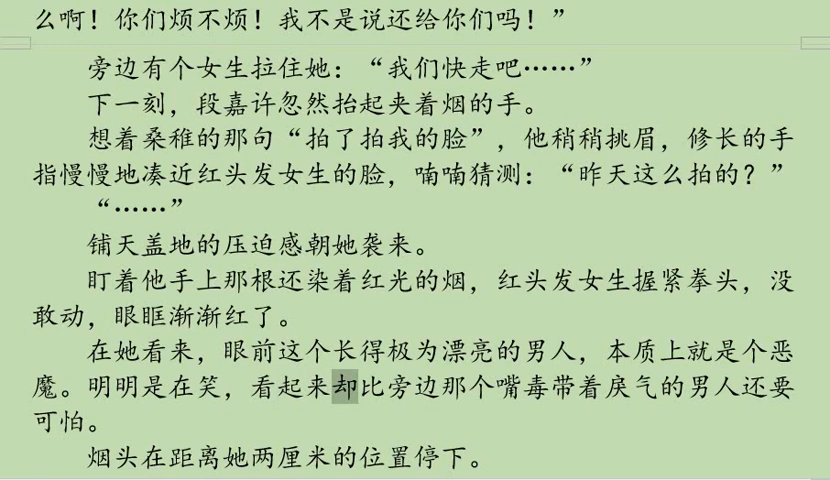 么啊！你们烦不烦！我不是说还给你们吗！”
旁边有个女生拉住她：“我们快走吧……”
下一刻，段嘉许忽然抬起夹着烟的手。
想着桑稚的那句“拍了拍我的脸”，他稍稍挑眉，修长的手
指慢慢地凑近红头发女生的脸，喃喃猜测：“昨天这么拍的？”
“……”
铺天盖地的压迫感朝她袭来。
盯着他手上那根还染着红光的烟，红头发女生握紧拳头，没
敢动，眼眶渐渐红了。
在她看来，眼前这个长得极为漂亮的男人，本质上就是个恶
魔。明明是在笑，看起来却比旁边那个嘴毒带着戾气的男人还要
可怕。
烟头在距离她两厘米的位置停下。